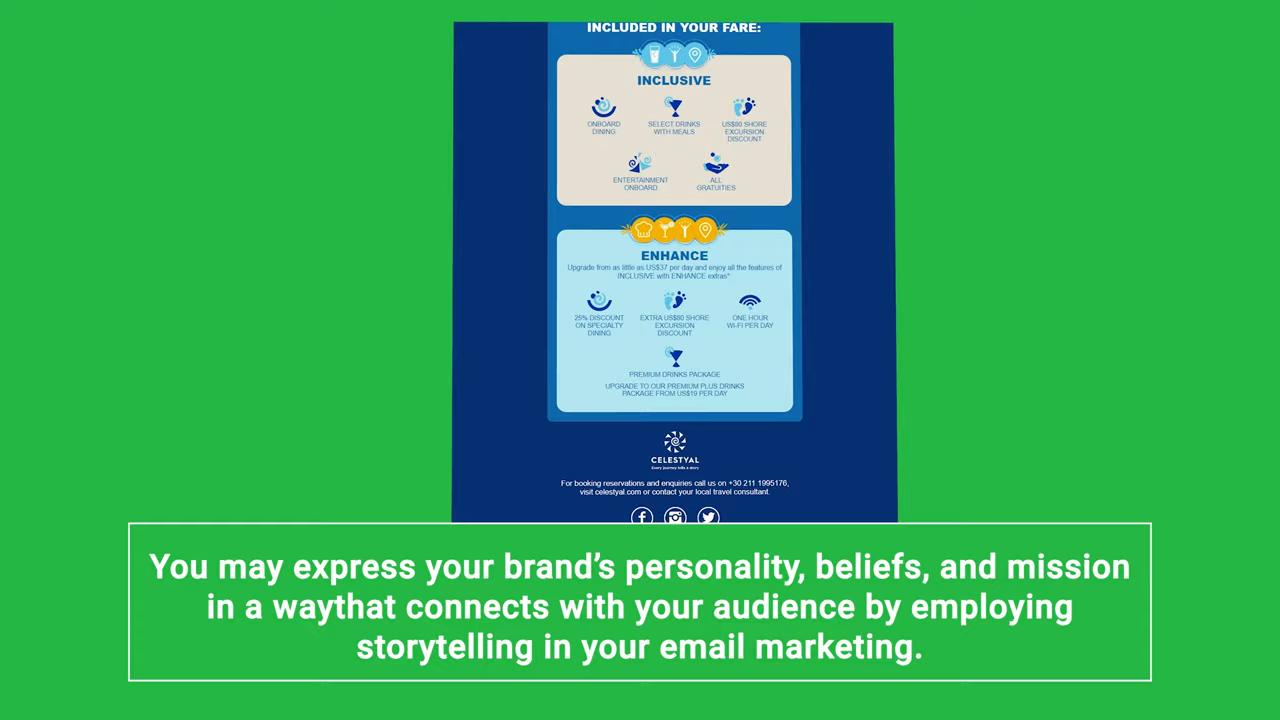 INCLUDED IN YOUR FARE:
INCLUSIVE
ONBOARD
DINING
SELECT DRINKS
WITH MEALS
US$80 SHORE
EXCURSION
DISCOUNT
ENTERTAINMENT
ONBOARD
ALL
GRATUITIES
ENHANCE
Upgrade from as little as US$37 per day and enjoy all the features of
INCLUSIVE with ENHANCE extras*
25% DISCOUNT
ON SPECIALTY
DINING
EXTRA US$80 SHORE
EXCURSION
DISCOUNT
ONE HOUR
WI-FI PER DAY
PREMIUM DRINKS PACKAGE
UPGRADE TO OUR PREMIUM PLUS DRINKS
PACKAGE FROM US$19 PER DAY
CELESTYAL
Every journey tells a story
For booking reservations and enquiries call us on +30 211 1995176,
visit celestyal.com or contact your local travel consultant.
You may express your brand’s personality, beliefs, and mission
in a waythat connects with your audience by employing
storytelling in your email marketing.